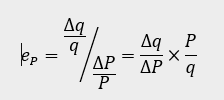 e_P = Δq/q / ΔP/P = Δq/ΔP × P/q